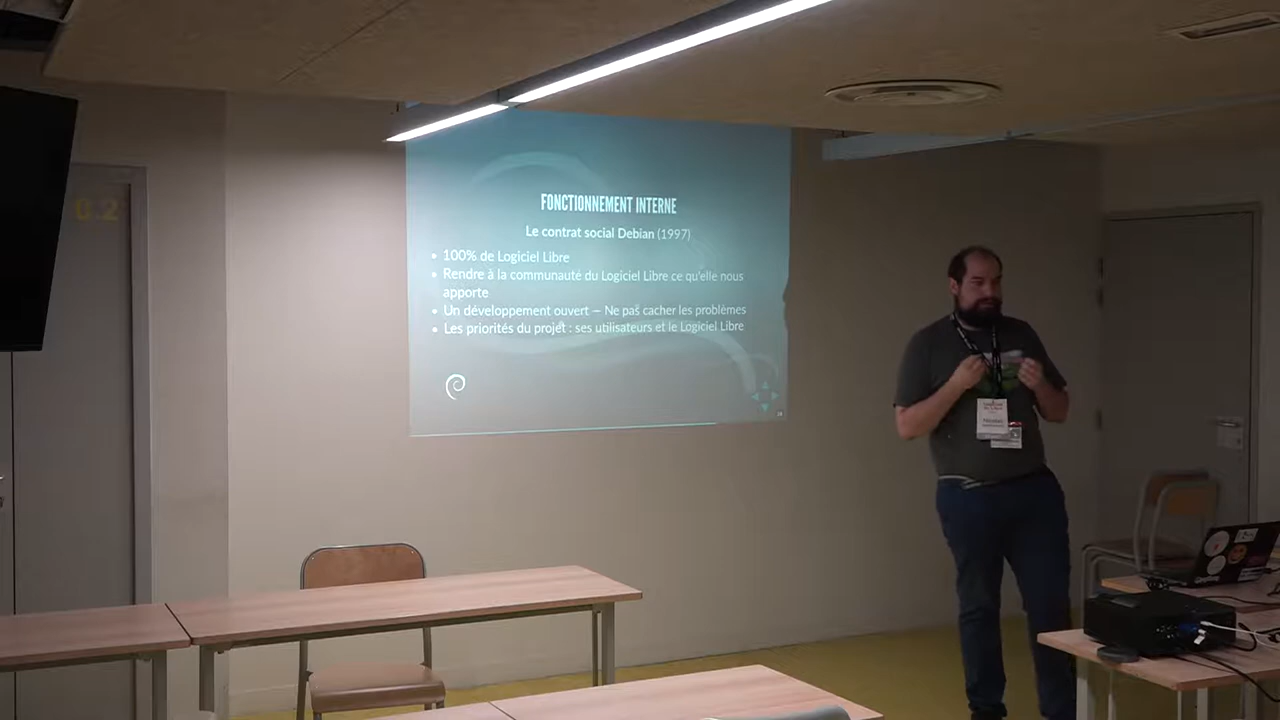 0.2
FONCTIONNEMENT INTERNE
Le contrat social Debian (1997)
• 100% de Logiciel Libre
• Rendre à la communauté du Logiciel Libre ce qu'elle nous
apporte
• Un développement ouvert – Ne pas cacher les problèmes
• Les priorités du projet : ses utilisateurs et le Logiciel Libre